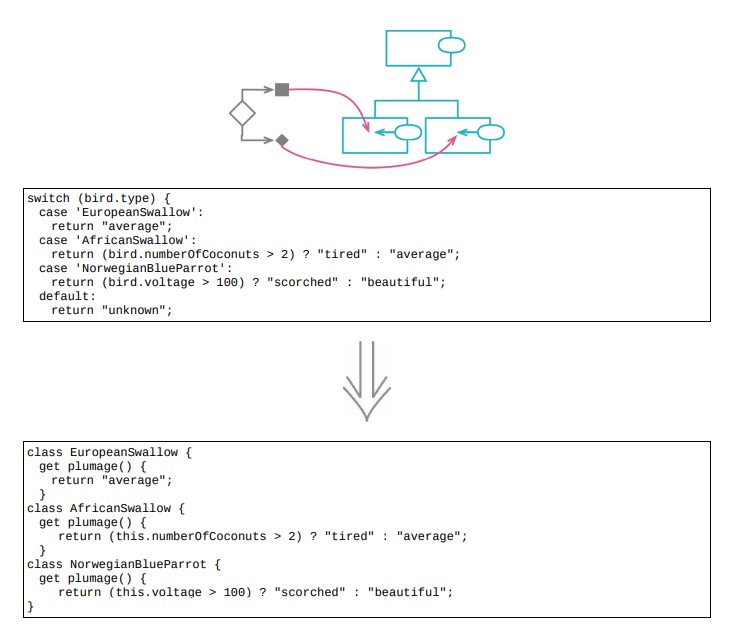 switch (bird.type) {
  case 'EuropeanSwallow':
    return "average";
  case 'AfricanSwallow':
    return (bird.numberOfCoconuts > 2) ? "tired" : "average";
  case 'NorwegianBlueParrot':
    return (bird.voltage > 100) ? "scorched" : "beautiful";
  default:
    return "unknown";
class EuropeanSwallow {
  get plumage() {
    return "average";
  }
class AfricanSwallow {
  get plumage() {
     return (this.numberOfCoconuts > 2) ? "tired" : "average";
  }
class NorwegianBlueParrot {
  get plumage() {
     return (this.voltage > 100) ? "scorched" : "beautiful";
}